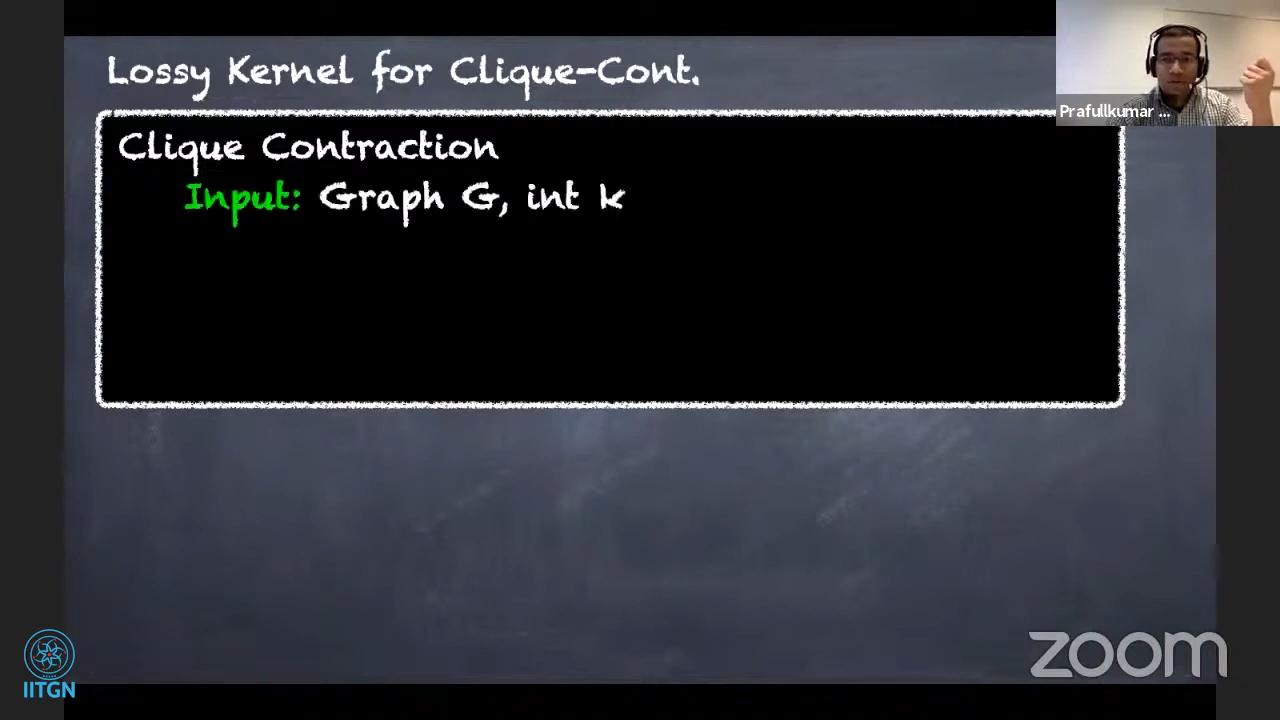 Lossy Kernel for Clique-Cont.
Clique Contraction
Input: Graph G, int k
Prafullkumar ...
IITGN
zoom